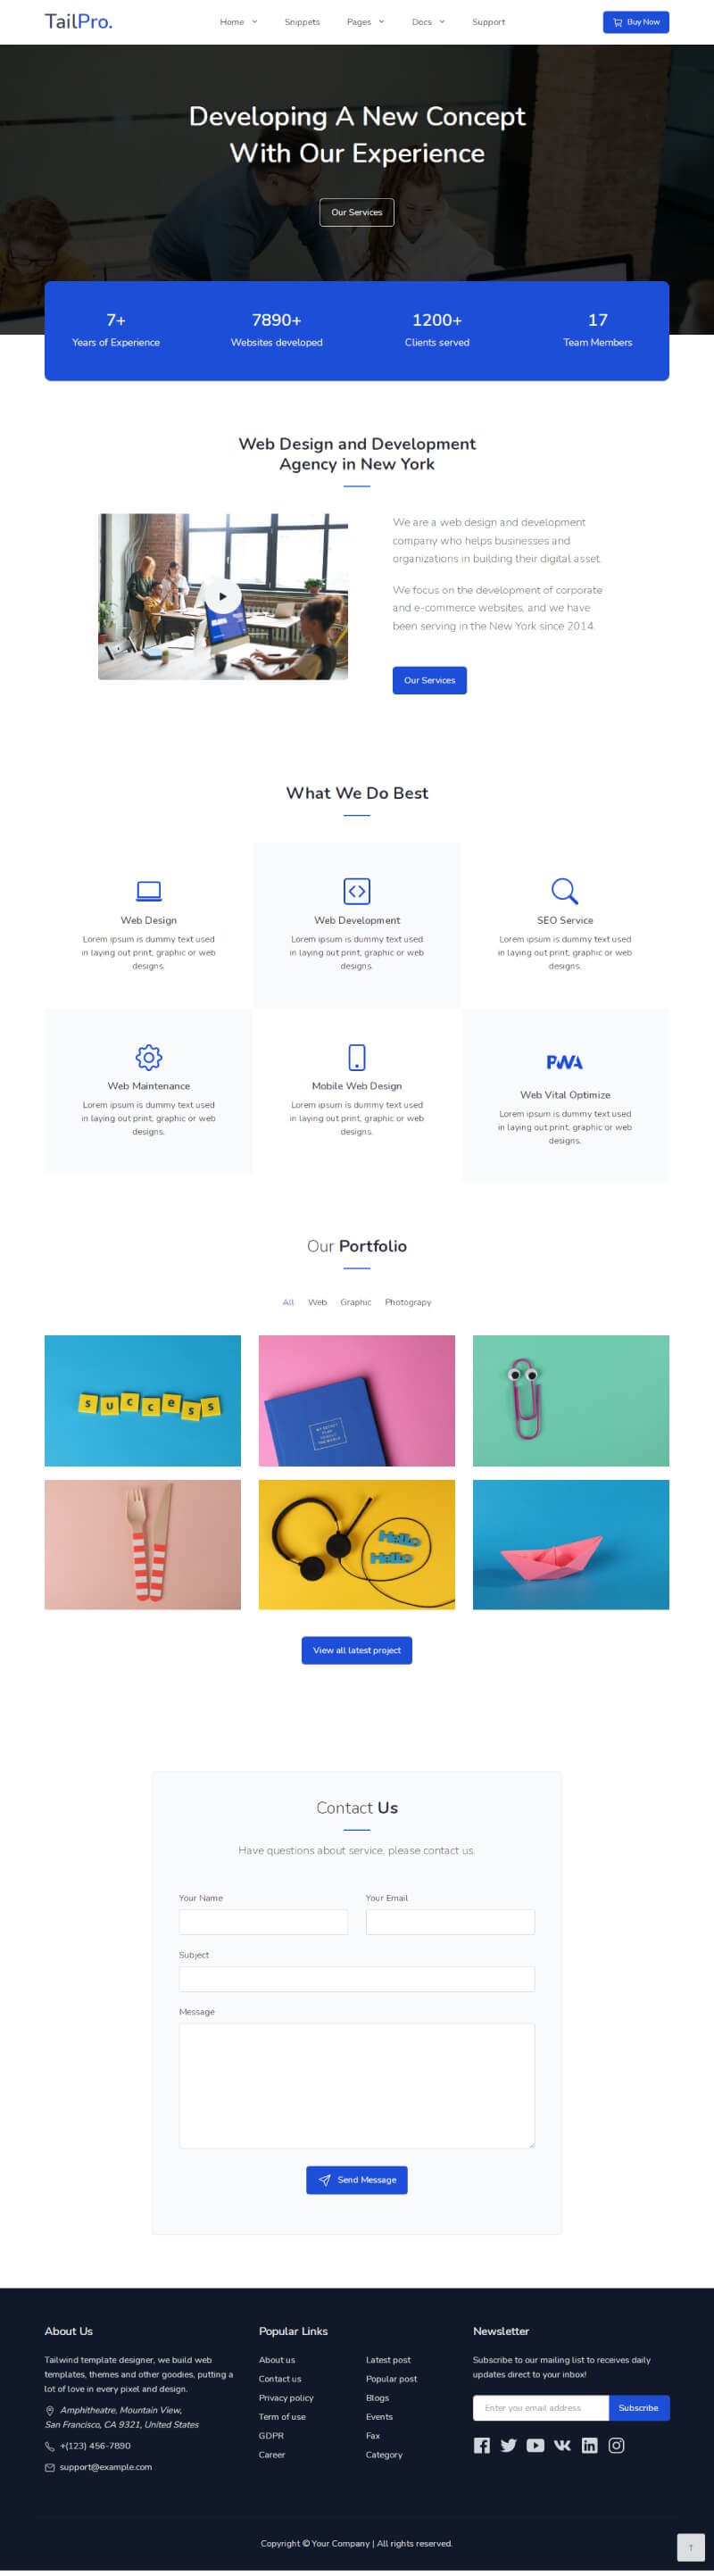 TailPro.
Home
Snippets
Pages
Docs
Support
Buy Now
Developing A New Concept
With Our Experience
Our Services
7+
Years of Experience
7890+
Websites developed
1200+
Clients served
17
Team Members
Web Design and Development
Agency in New York
We are a web design and development
company who helps businesses and
organizations in building their digital asset.
We focus on the development of corporate
and e-commerce websites, and we have
been serving in the New York since 2014.
Our Services
What We Do Best
Web Design
Lorem ipsum is dummy text used
in laying out print, graphic or web
designs.
Web Development
Lorem ipsum is dummy text used
in laying out print, graphic or web
designs.
SEO Service
Lorem ipsum is dummy text used
in laying out print, graphic or web
designs.
Web Maintenance
Lorem ipsum is dummy text used
in laying out print, graphic or web
designs.
Mobile Web Design
Lorem ipsum is dummy text used
in laying out print, graphic or web
designs.
PWA
Web Vital Optimize
Lorem ipsum is dummy text used
in laying out print, graphic or web
designs.
Our Portfolio
All
Web
Graphic
Photograpy
success
MY SECRET
PLAN TO
RULE
THE WORLD
Hello
Hello
View all latest project
Contact Us
Have questions about service, please contact us.
Your Name
Your Email
Subject
Message
Send Message
About Us
Tailwind template designer, we build web
templates, themes and other goodies, putting a
lot of love in every pixel and design.
Amphitheatre, Mountain View,
San Francisco, CA 9321, United States
+(123) 456-7890
support@example.com
Popular Links
About us
Contact us
Privacy policy
Term of use
GDPR
Career
Latest post
Popular post
Blogs
Events
Fax
Category
Newsletter
Subscribe to our mailing list to receives daily
updates direct to your inbox!
Enter you email address
Subscribe
Copyright © Your Company | All rights reserved.